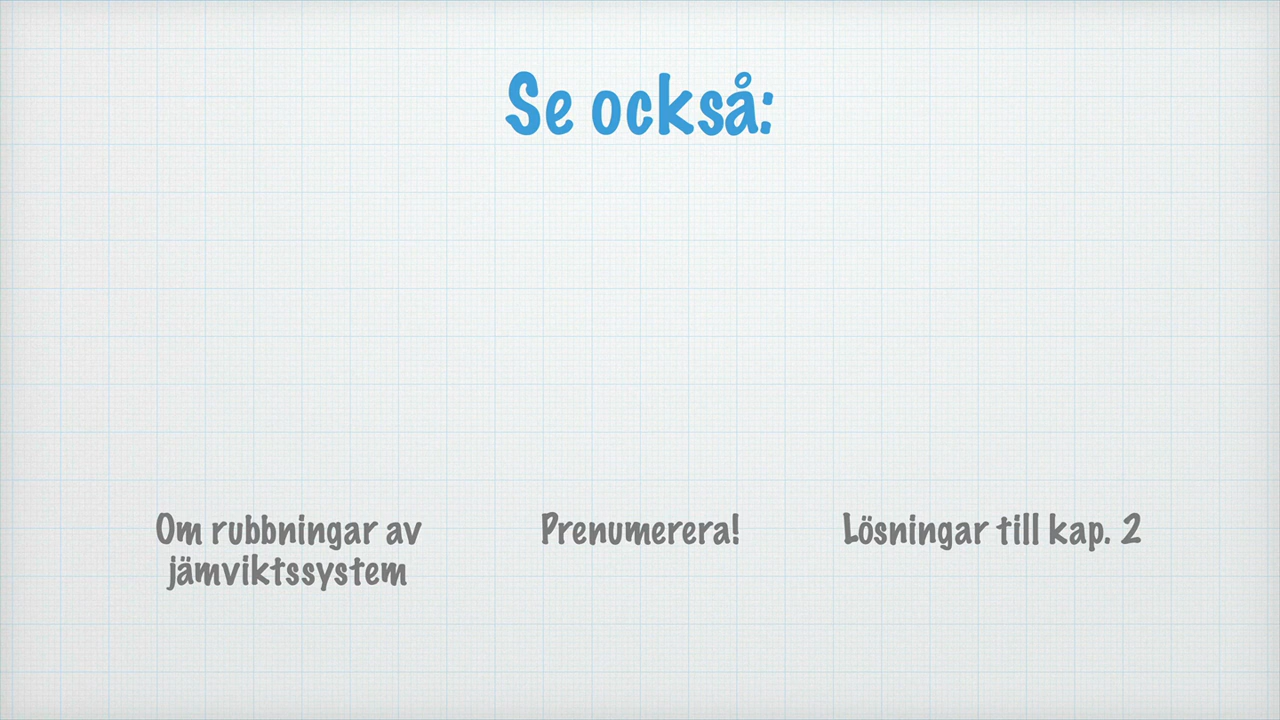 Se också:
Om rubbningar av
jämviktssystem
Prenumerera!
Lösningar till kap. 2